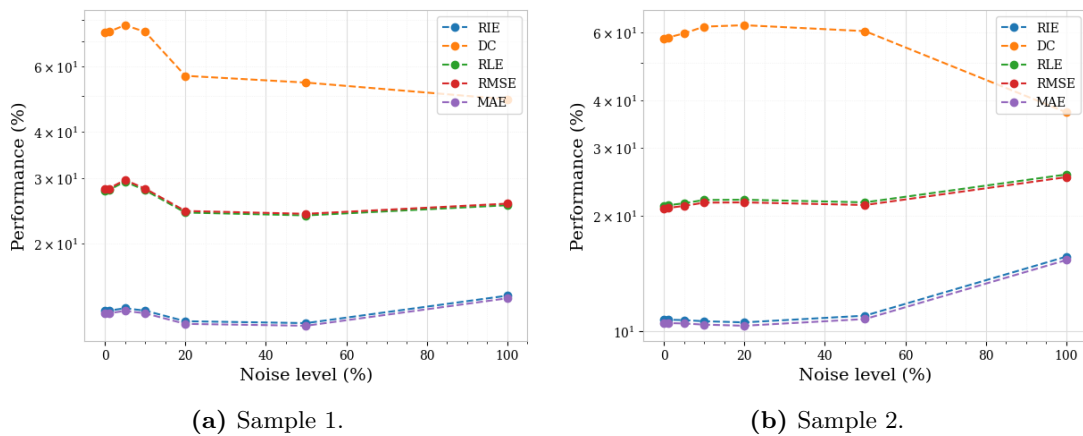 RIE
DC
RLE
RMSE
MAE
6 × 10¹
4 × 10¹
3 × 10¹
2 × 10¹
Performance (%)
0 20 40 60 80 100
Noise level (%)
(a) Sample 1.
RIE
DC
RLE
RMSE
MAE
6 × 10¹
4 × 10¹
3 × 10¹
2 × 10¹
10¹
Performance (%)
0 20 40 60 80 100
Noise level (%)
(b) Sample 2.